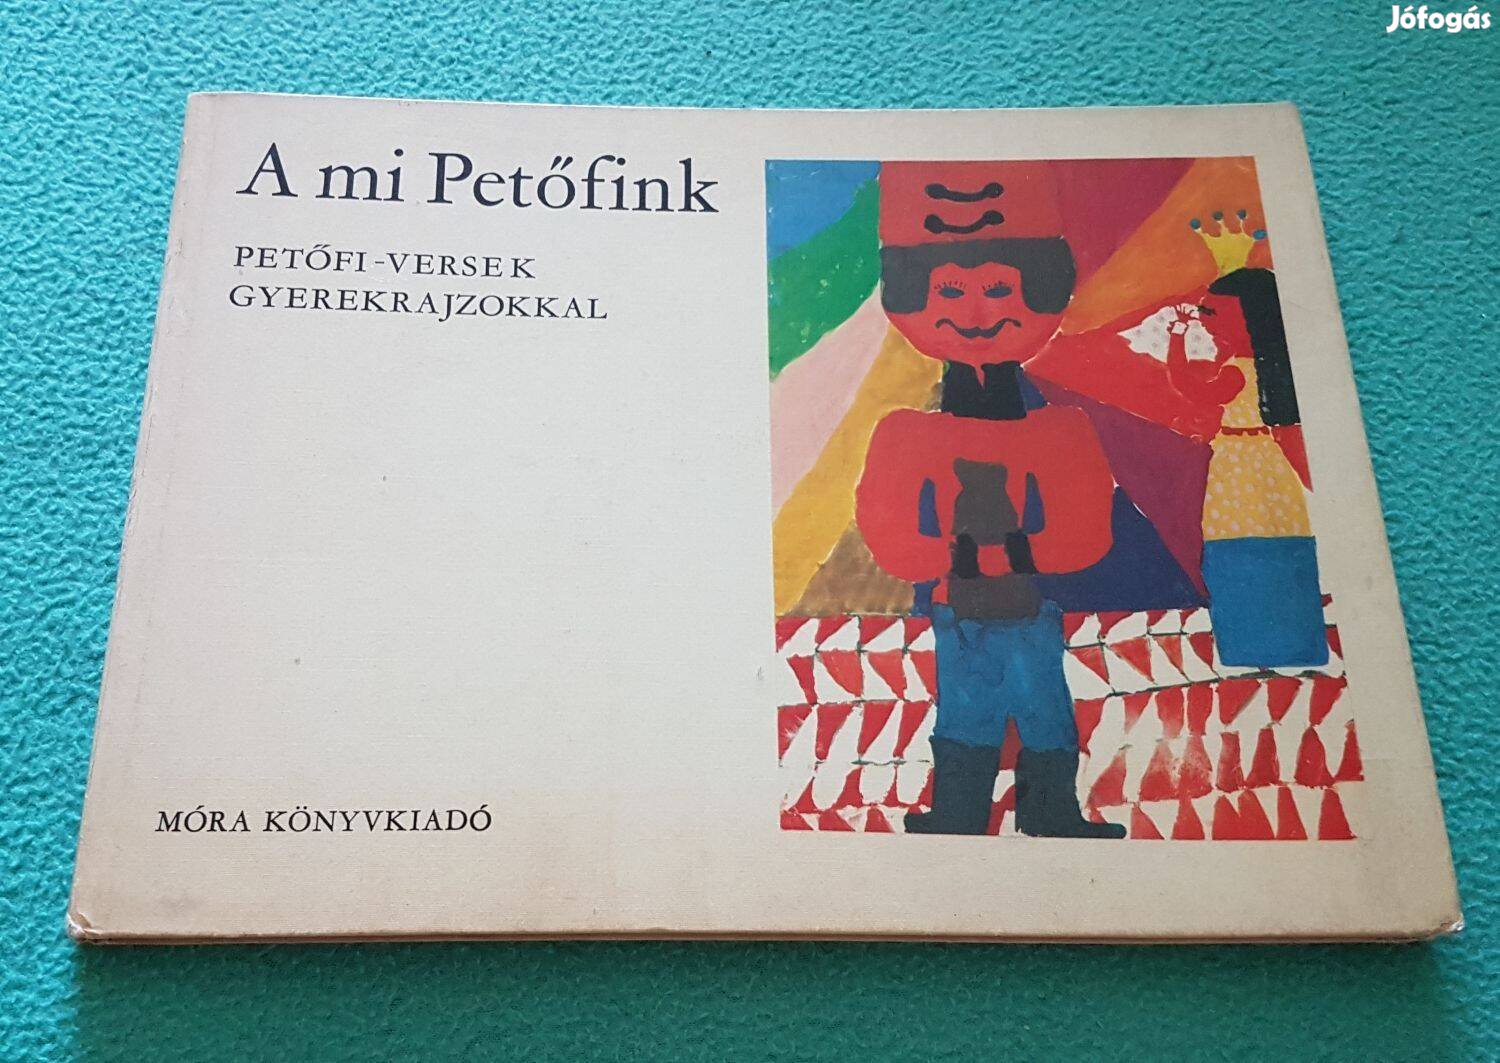 Jófogás
A mi Petőfink
PETŐFI-VERSEK
GYEREKRAJZOKKAL
MÓRA KÖNYVKIADÓ